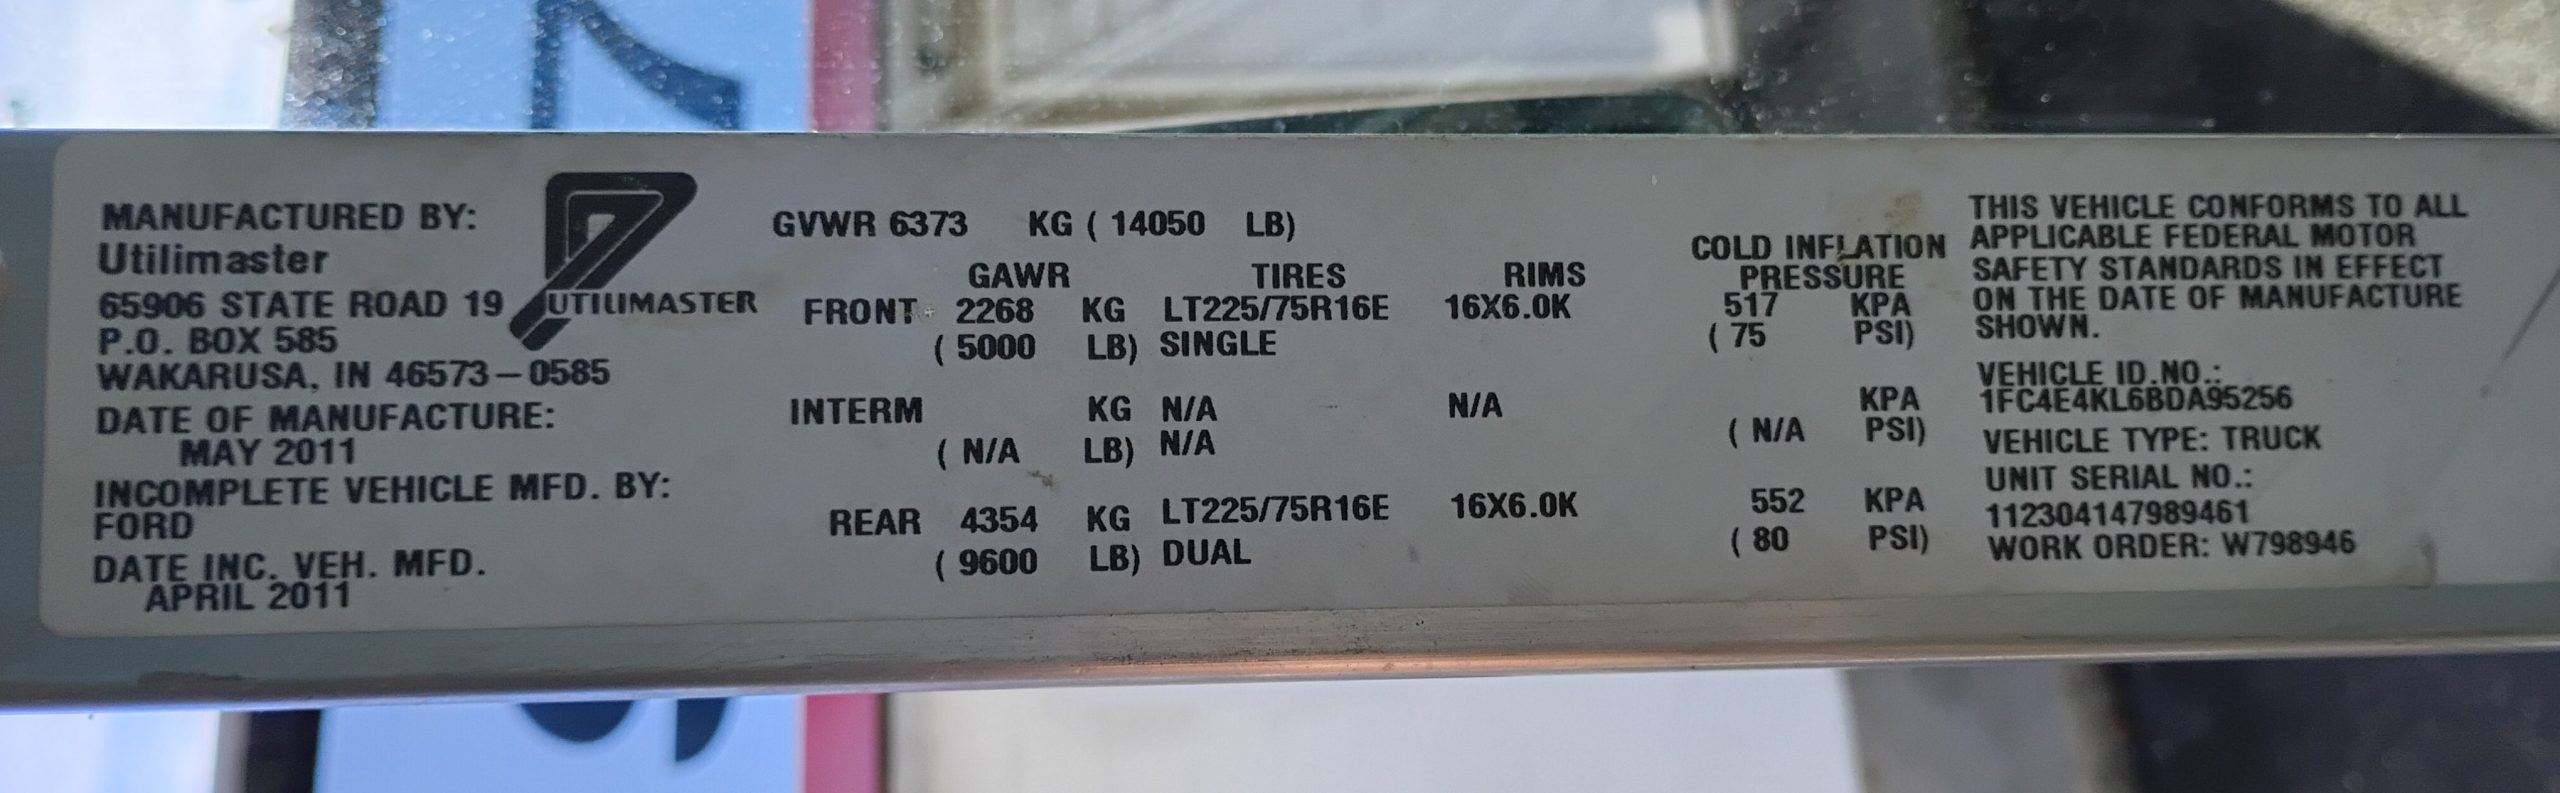 MANUFACTURED BY:
Utilimaster
65906 STATE ROAD 19
P.O. BOX 585
WAKARUSA, IN 46573-0585
DATE OF MANUFACTURE:
MAY 2011
INCOMPLETE VEHICLE MFD. BY:
FORD
DATE INC. VEH. MFD.
APRIL 2011
UTILIMASTER
GVWR 6373 KG ( 14050 LB)
GAWR TIRES RIMS COLD INFLATION
PRESSURE
FRONT 2268 KG LT225/75R16E 16X6.0K 517 KPA
( 5000 LB) SINGLE ( 75 PSI)
INTERM KG N/A N/A KPA
( N/A LB) N/A ( N/A PSI)
REAR 4354 KG LT225/75R16E 16X6.0K 552 KPA
( 9600 LB) DUAL ( 80 PSI)
THIS VEHICLE CONFORMS TO ALL
APPLICABLE FEDERAL MOTOR
SAFETY STANDARDS IN EFFECT
ON THE DATE OF MANUFACTURE
SHOWN.
VEHICLE ID.NO.:
1FC4E4KL6BDA95256
VEHICLE TYPE: TRUCK
UNIT SERIAL NO.:
112304147989461
WORK ORDER: W798946